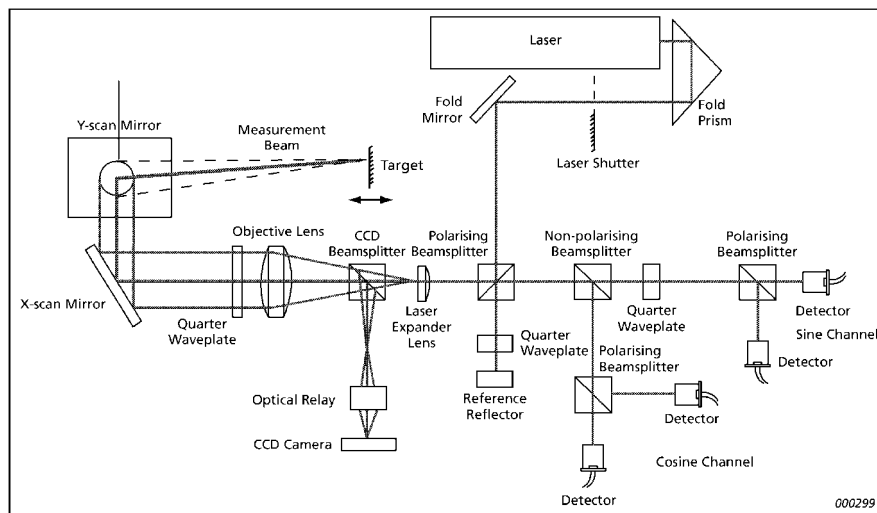 Laser
Fold
Mirror
Fold
Prism
Laser Shutter
Y-scan Mirror
Measurement
Beam
Target
Objective Lens
CCD
Beamsplitter
Polarising
Beamsplitter
Non-polarising
Beamsplitter
Polarising
Beamsplitter
X-scan Mirror
Quarter
Waveplate
Laser
Expander
Lens
Quarter
Waveplate
Quarter
Waveplate
Detector
Sine Channel
Detector
Polarising
Beamsplitter
Optical Relay
Reference
Reflector
Detector
CCD Camera
Cosine Channel
Detector
000299